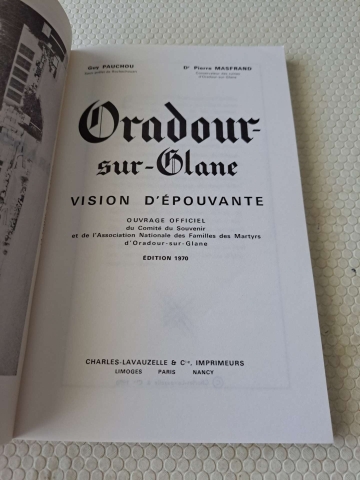 Guy PAUCHOU
Dr Pierre MASFRAND
Oradour-
sur-Glane
VISION D'ÉPOUVANTE
OUVRAGE OFFICIEL
du Comité du Souvenir
et de l'Association Nationale des Familles des Martyrs
d'Oradour-sur-Glane
ÉDITION 1970
CHARLES-LAVAUZELLE & Cie, IMPRIMEURS
LIMOGES PARIS NANCY